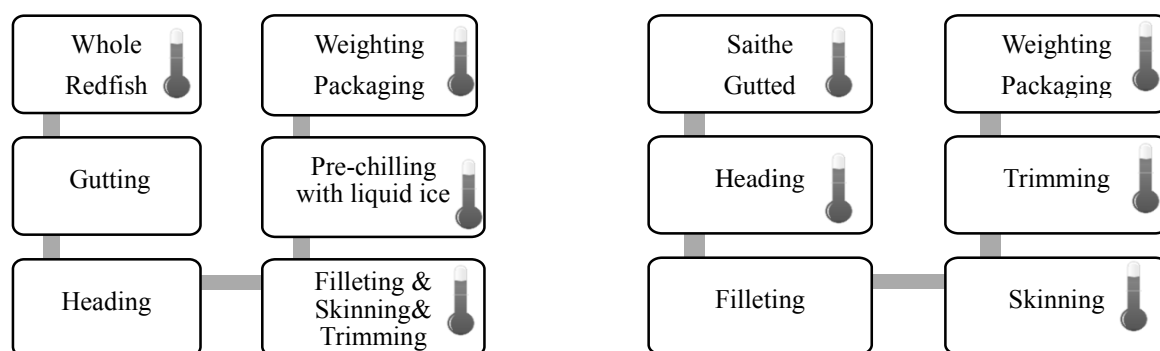 Whole
Redfish
Gutting
Heading
Filleting &
Skinning&
Trimming
Pre-chilling
with liquid ice
Weighting
Packaging
Saithe
Gutted
Heading
Filleting
Skinning
Trimming
Weighting
Packaging